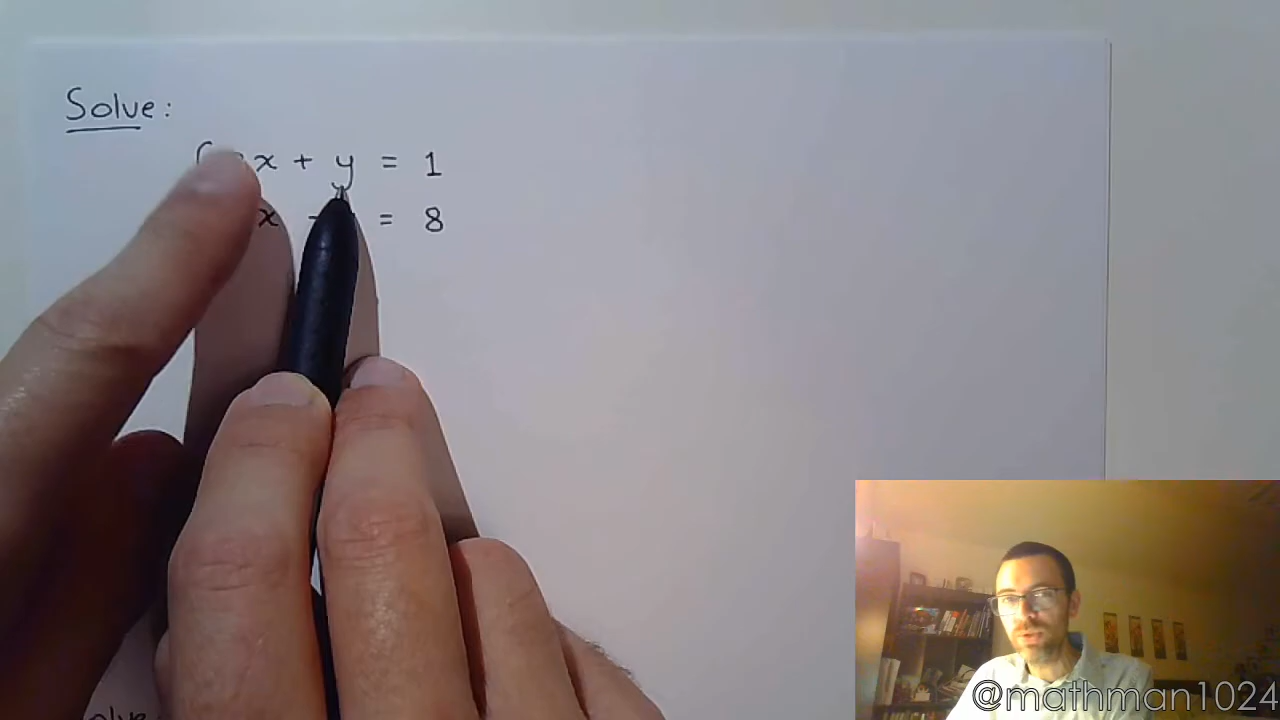 Solve:
x + y = 1
x = 8
@mathman1024